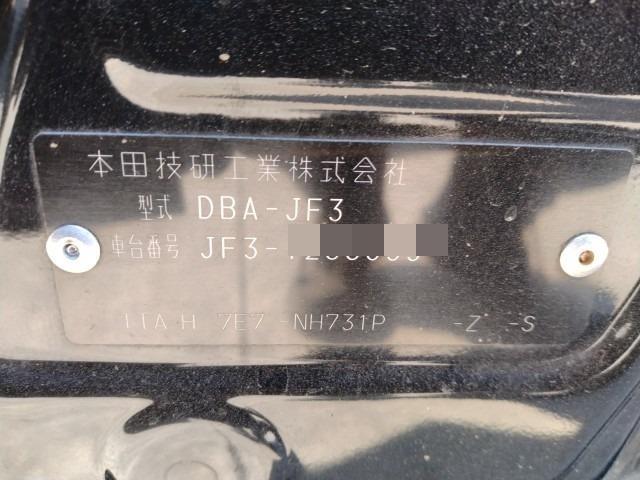 本田技研工業株式会社
型式 DBA-JF3
車台番号 JF3-
7E7 -NH731P -Z -S